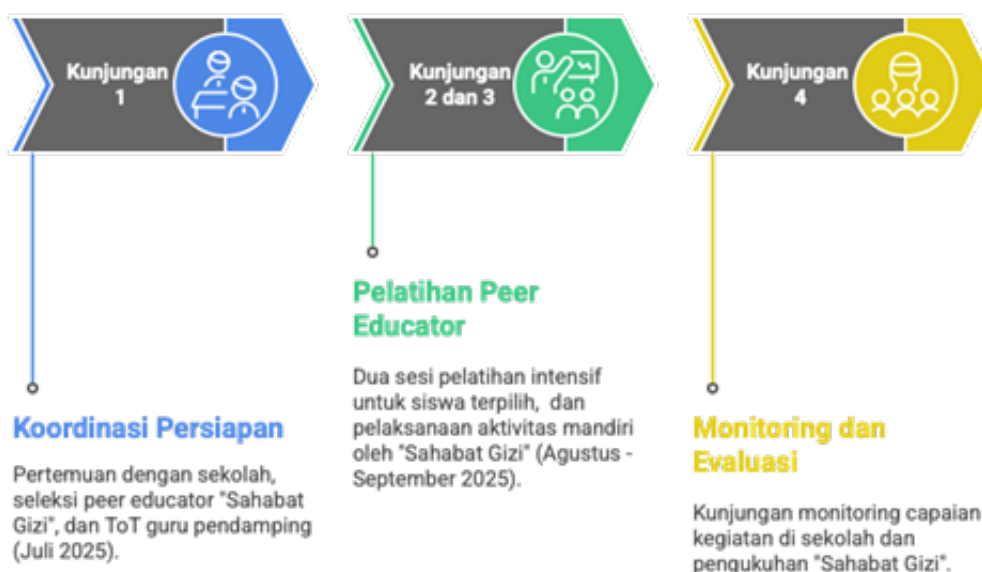 Kunjungan
1
Kunjungan
2 dan 3
Kunjungan
4
Koordinasi Persiapan
Pertemuan dengan sekolah,
seleksi peer educator "Sahabat
Gizi", dan ToT guru pendamping
(Juli 2025).
Pelatihan Peer
Educator
Dua sesi pelatihan intensif
untuk siswa terpilih, dan
pelaksanaan aktivitas mandiri
oleh "Sahabat Gizi" (Agustus -
September 2025).
Monitoring dan
Evaluasi
Kunjungan monitoring capaian
kegiatan di sekolah dan
pengukuhan "Sahabat Gizi".